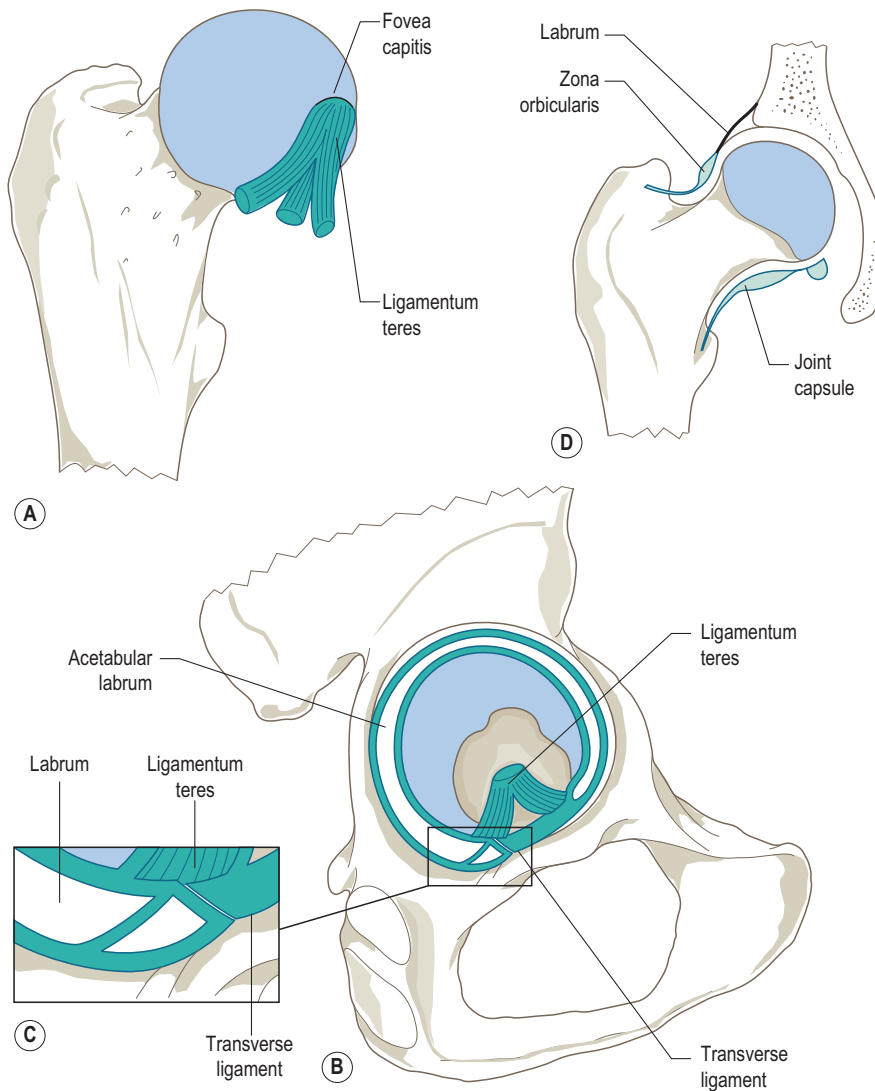 Fovea
capitis
Ligamentum
teres
A
Labrum
Zona
orbicularis
Joint
capsule
D
Acetabular
labrum
Ligamentum
teres
Labrum
Ligamentum
teres
C
Transverse
ligament
B
Transverse
ligament